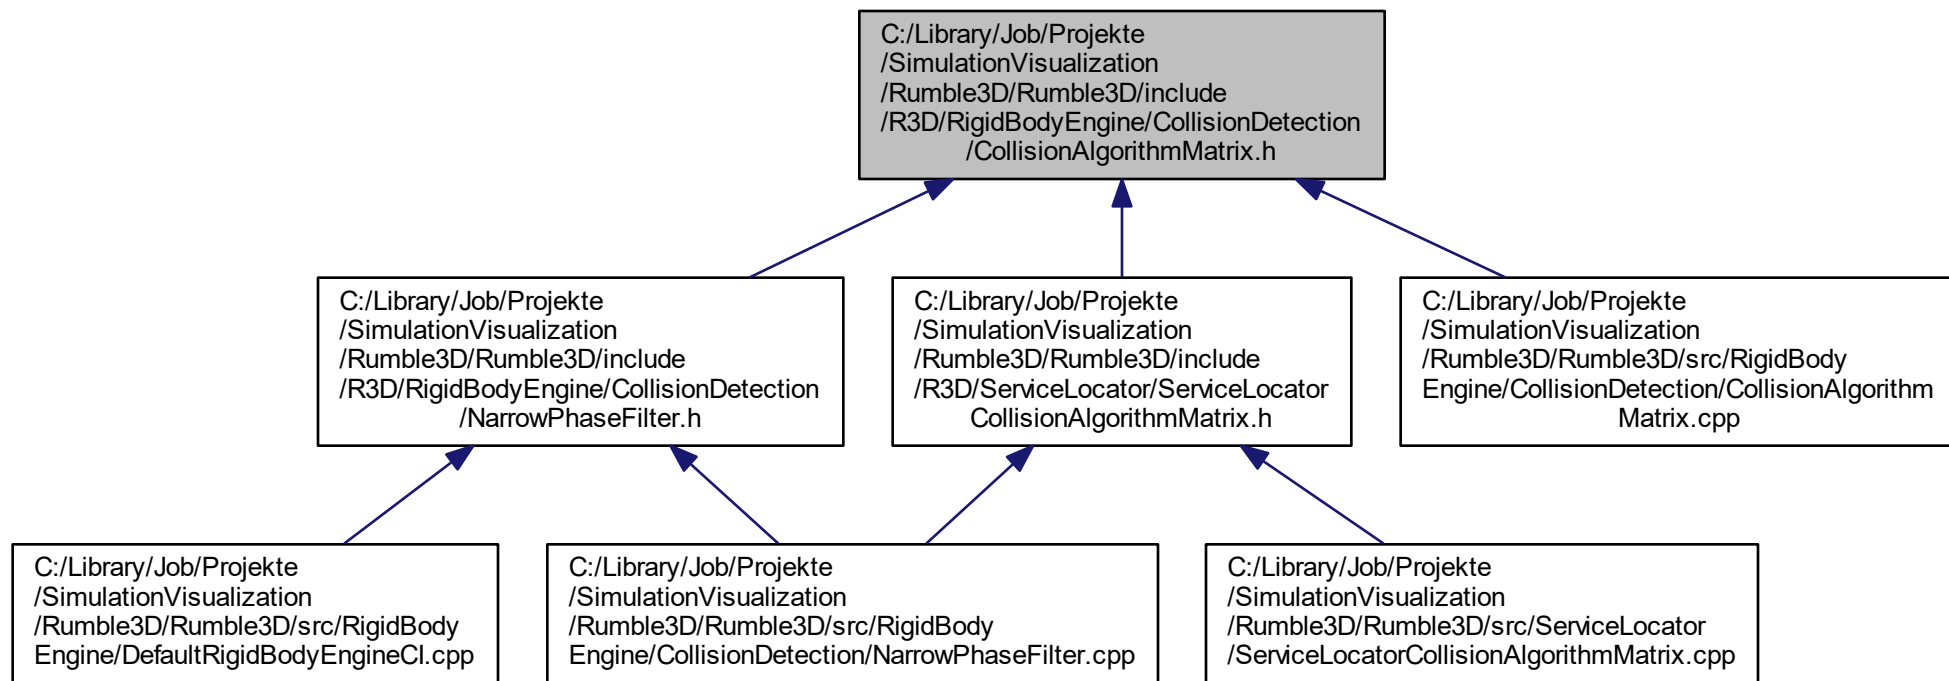 C:/Library/Job/Projekte
/SimulationVisualization
/Rumble3D/Rumble3D/include
/R3D/RigidBodyEngine/CollisionDetection
/CollisionAlgorithmMatrix.h
C:/Library/Job/Projekte
/SimulationVisualization
/Rumble3D/Rumble3D/include
/R3D/RigidBodyEngine/CollisionDetection
/NarrowPhaseFilter.h
C:/Library/Job/Projekte
/SimulationVisualization
/Rumble3D/Rumble3D/include
/R3D/ServiceLocator/ServiceLocator
CollisionAlgorithmMatrix.h
C:/Library/Job/Projekte
/SimulationVisualization
/Rumble3D/Rumble3D/src/RigidBody
Engine/CollisionDetection/CollisionAlgorithm
Matrix.cpp
C:/Library/Job/Projekte
/SimulationVisualization
/Rumble3D/Rumble3D/src/RigidBody
Engine/DefaultRigidBodyEngineCI.cpp
C:/Library/Job/Projekte
/SimulationVisualization
/Rumble3D/Rumble3D/src/RigidBody
Engine/CollisionDetection/NarrowPhaseFilter.cpp
C:/Library/Job/Projekte
/SimulationVisualization
/Rumble3D/Rumble3D/src/ServiceLocator
/ServiceLocatorCollisionAlgorithmMatrix.cpp